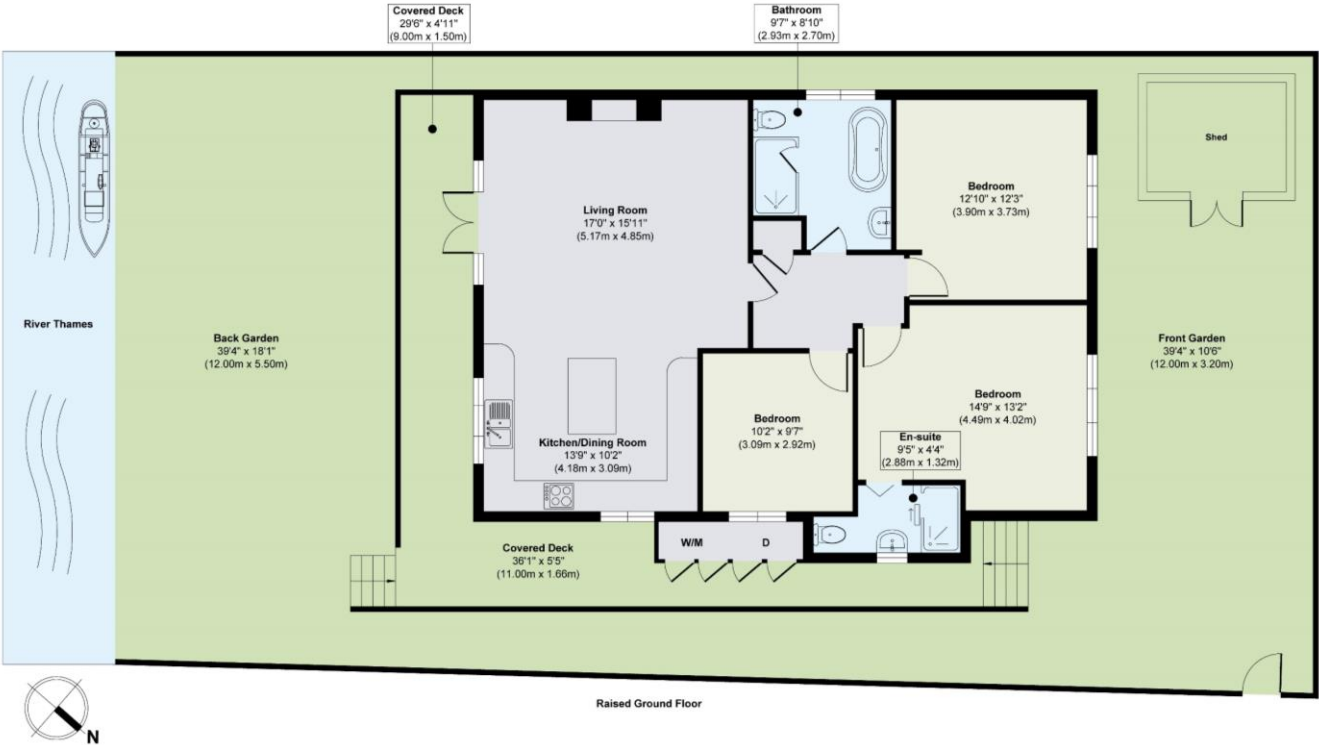 Covered Deck
29'6" x 4'11"
(9.00m x 1.50m)
Bathroom
9'7" x 8'10"
(2.93m x 2.70m)
Shed
Living Room
17'0" x 15'11"
(5.17m x 4.85m)
Bedroom
12'10" x 12'3"
(3.90m x 3.73m)
River Thames
Back Garden
39'4" x 18'1"
(12.00m x 5.50m)
Front Garden
39'4" x 10'6"
(12.00m x 3.20m)
Bedroom
14'9" x 13'2"
(4.49m x 4.02m)
Bedroom
10'2" x 9'7"
(3.09m x 2.92m)
En-suite
9'5" x 4'4"
(2.88m x 1.32m)
Kitchen/Dining Room
13'9" x 10'2"
(4.18m x 3.09m)
W/M
D
Covered Deck
36'1" x 5'5"
(11.00m x 1.66m)
Raised Ground Floor
N